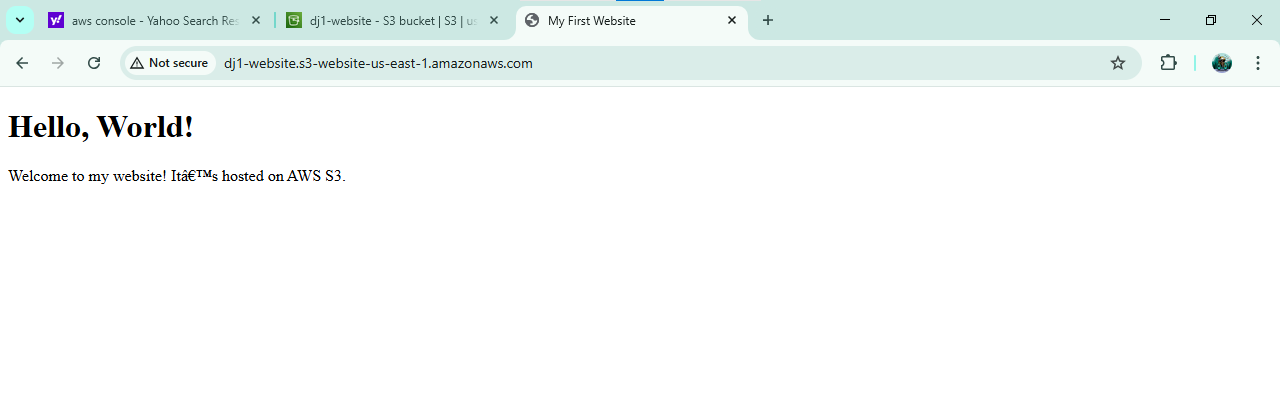 aws console - Yahoo Search Res
dj1-website - S3 bucket | S3 | us
My First Website
Not secure
dj1-website.s3-website-us-east-1.amazonaws.com
Hello, World!
Welcome to my website! Itâ€™s hosted on AWS S3.